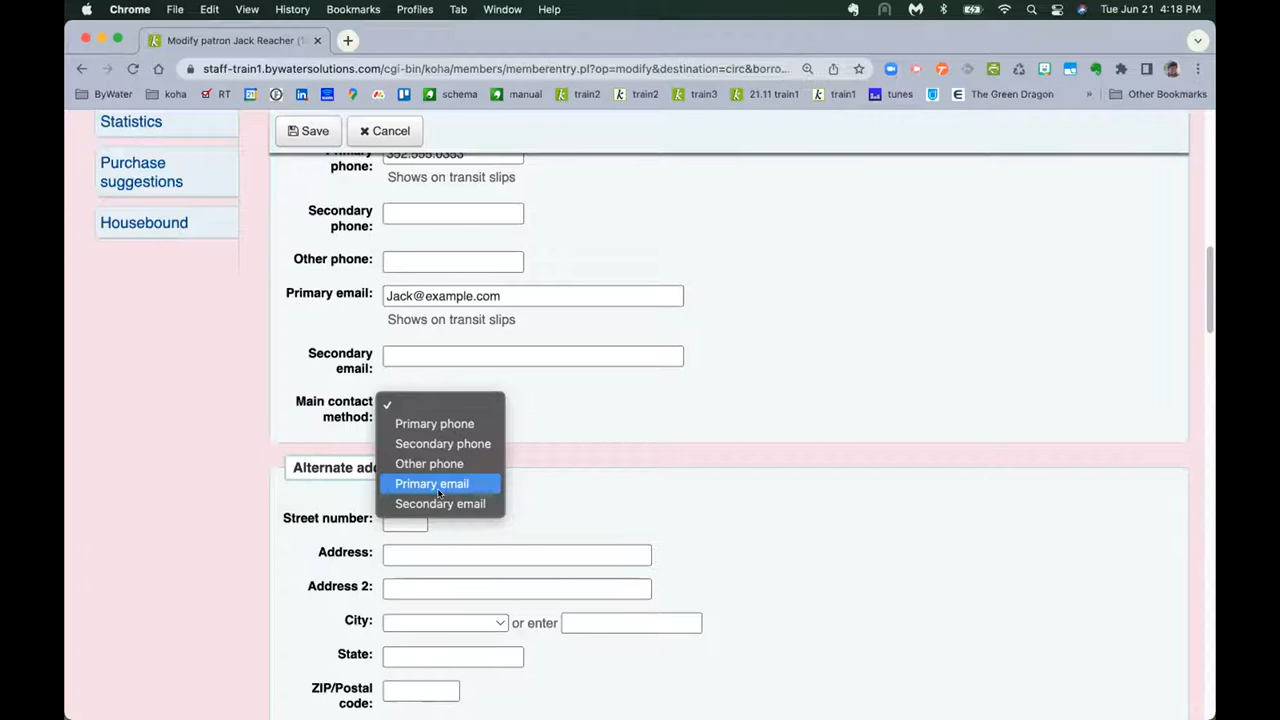 Chrome File Edit View History Bookmarks Profiles Tab Window Help Tue Jun 21 4:18 PM
Modify patron Jack Reacher (
staff-train1.bywatersolutions.com/cgi-bin/koha/members/memberentry.pl?op=modify&destination=circ&borro...
ByWater koha RT schema manual train2 train2 train3 21.11 train1 train1 tunes The Green Dragon » Other Bookmarks
Statistics
Purchase
suggestions
Housebound
Save Cancel
Primary
phone: 352.555.0353
Shows on transit slips
Secondary
phone:
Other phone:
Primary email: Jack@example.com
Shows on transit slips
Secondary
email:
Main contact
method:
Primary phone
Secondary phone
Other phone
Primary email
Secondary email
Alternate add
Street number:
Address:
Address 2:
City: or enter
State:
ZIP/Postal
code: